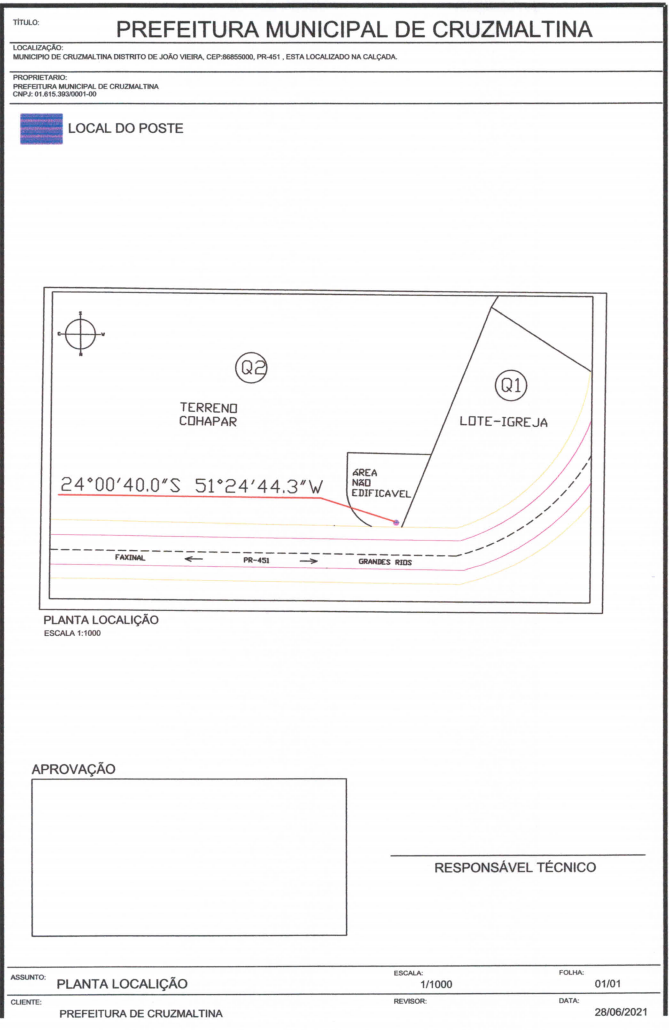 TÍTULO:
PREFEITURA MUNICIPAL DE CRUZMALTINA
LOCALIZAÇÃO:
MUNICIPIO DE CRUZMALTINA DISTRITO DE JOÃO VIEIRA, CEP:86855000, PR-451 , ESTA LOCALIZADO NA CALÇADA.
PROPRIETARIO:
PREFEITURA MUNICIPAL DE CRUZMALTINA
CNPJ: 01.615.393/0001-00
LOCAL DO POSTE
Q2
Q1
TERRENO
COHAPAR
LOTE-IGREJA
ÁREA
NÃO
EDIFICAVEL
24°00'40.0"S 51°24'44.3"W
FAXINAL
PR-451
GRANDES RIOS
PLANTA LOCALIÇÃO
ESCALA 1:1000
APROVAÇÃO
RESPONSÁVEL TÉCNICO
ASSUNTO:
PLANTA LOCALIÇÃO
ESCALA:
1/1000
FOLHA:
01/01
CLIENTE:
PREFEITURA DE CRUZMALTINA
REVISOR:
DATA:
28/06/2021